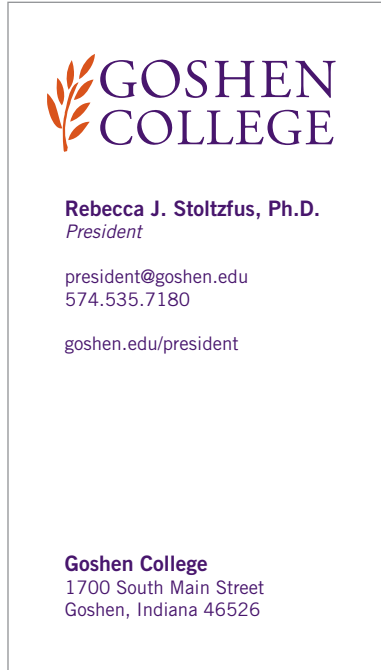 GOSHEN
COLLEGE
Rebecca J. Stoltzfus, Ph.D.
President
president@goshen.edu
574.535.7180
goshen.edu/president
Goshen College
1700 South Main Street
Goshen, Indiana 46526